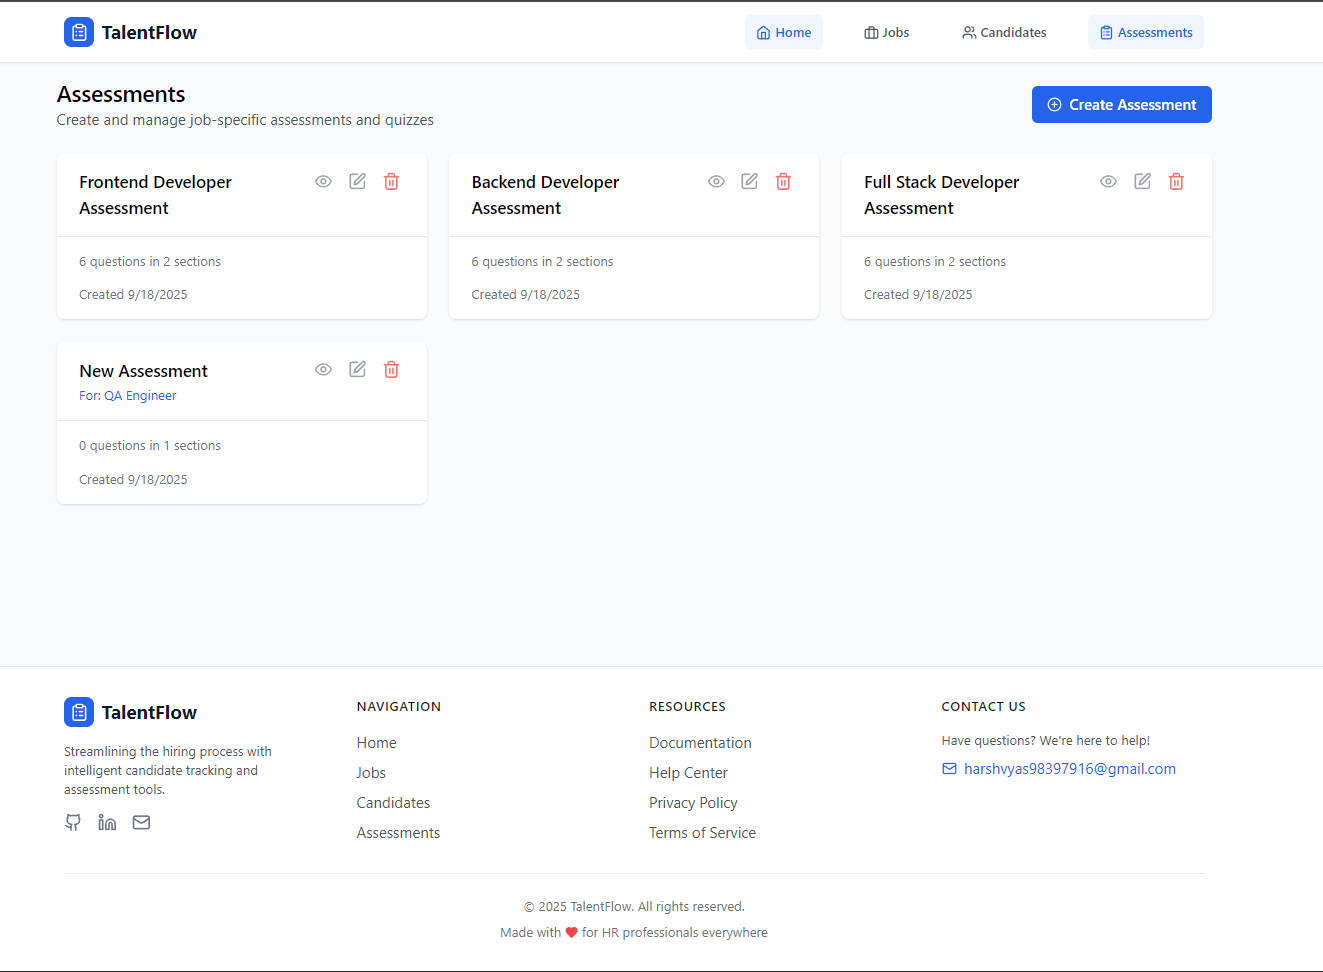 TalentFlow
Home
Jobs
Candidates
Assessments
Assessments
Create and manage job-specific assessments and quizzes
Create Assessment
Frontend Developer
Assessment
6 questions in 2 sections
Created 9/18/2025
Backend Developer
Assessment
6 questions in 2 sections
Created 9/18/2025
Full Stack Developer
Assessment
6 questions in 2 sections
Created 9/18/2025
New Assessment
For: QA Engineer
0 questions in 1 sections
Created 9/18/2025
TalentFlow
Streamlining the hiring process with
intelligent candidate tracking and
assessment tools.
NAVIGATION
Home
Jobs
Candidates
Assessments
RESOURCES
Documentation
Help Center
Privacy Policy
Terms of Service
CONTACT US
Have questions? We're here to help!
harshvyas98397916@gmail.com
© 2025 TalentFlow. All rights reserved.
Made with ❤️ for HR professionals everywhere